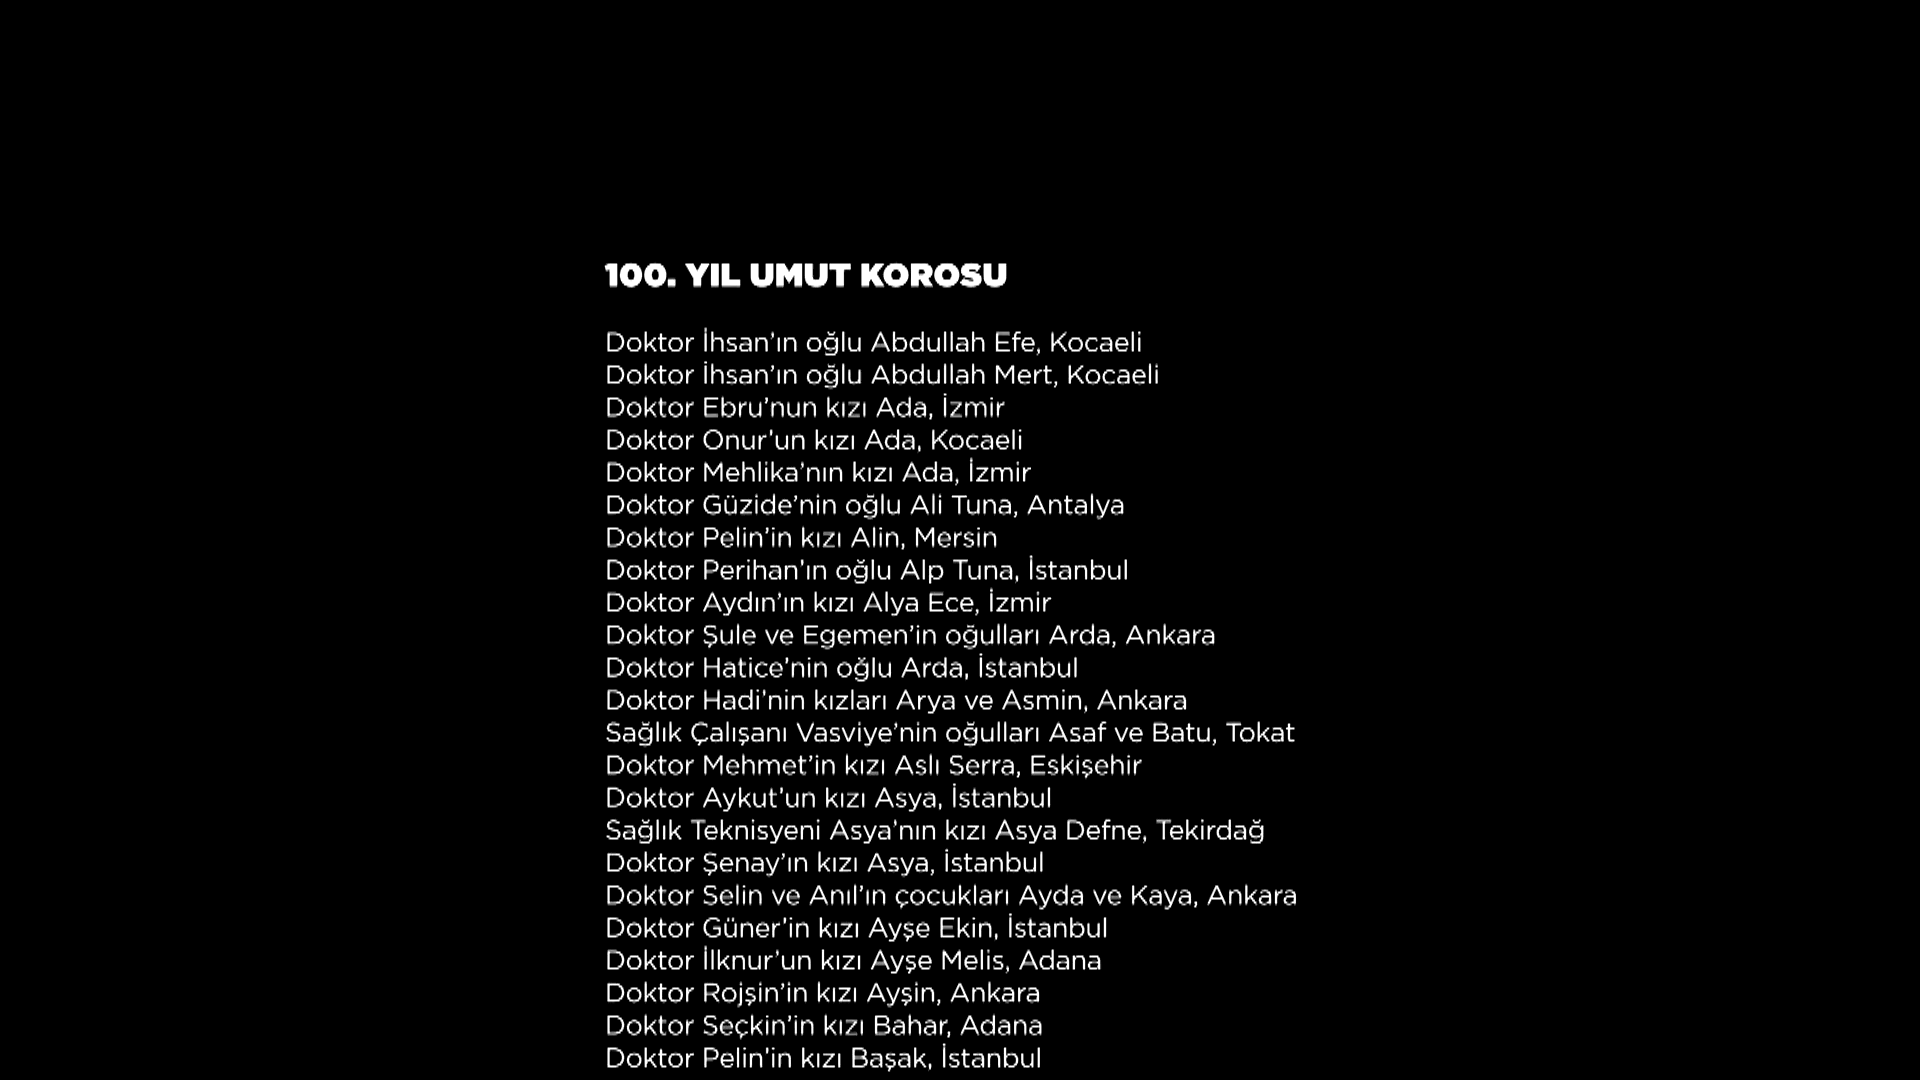 100. YIL UMUT KOROSU
Doktor İhsan’ın oğlu Abdullah Efe, Kocaeli
Doktor İhsan’ın oğlu Abdullah Mert, Kocaeli
Doktor Ebru’nun kızı Ada, İzmir
Doktor Onur’un kızı Ada, Kocaeli
Doktor Mehlika’nın kızı Ada, İzmir
Doktor Güzide’nin oğlu Ali Tuna, Antalya
Doktor Pelin’in kızı Alin, Mersin
Doktor Perihan’ın oğlu Alp Tuna, İstanbul
Doktor Aydın’ın kızı Alya Ece, İzmir
Doktor Şule ve Egemen’in oğulları Arda, Ankara
Doktor Hatice’nin oğlu Arda, İstanbul
Doktor Hadi’nin kızları Arya ve Asmin, Ankara
Sağlık Çalışanı Vasviye’nin oğulları Asaf ve Batu, Tokat
Doktor Mehmet’in kızı Aslı Serra, Eskişehir
Doktor Aykut’un kızı Asya, İstanbul
Sağlık Teknisyeni Asya’nın kızı Asya Defne, Tekirdağ
Doktor Şenay’ın kızı Asya, İstanbul
Doktor Selin ve Anıl’ın çocukları Ayda ve Kaya, Ankara
Doktor Güner’in kızı Ayşe Ekin, İstanbul
Doktor İlknur’un kızı Ayşe Melis, Adana
Doktor Rojşin’in kızı Ayşin, Ankara
Doktor Seçkin’in kızı Bahar, Adana
Doktor Pelin’in kızı Başak, İstanbul